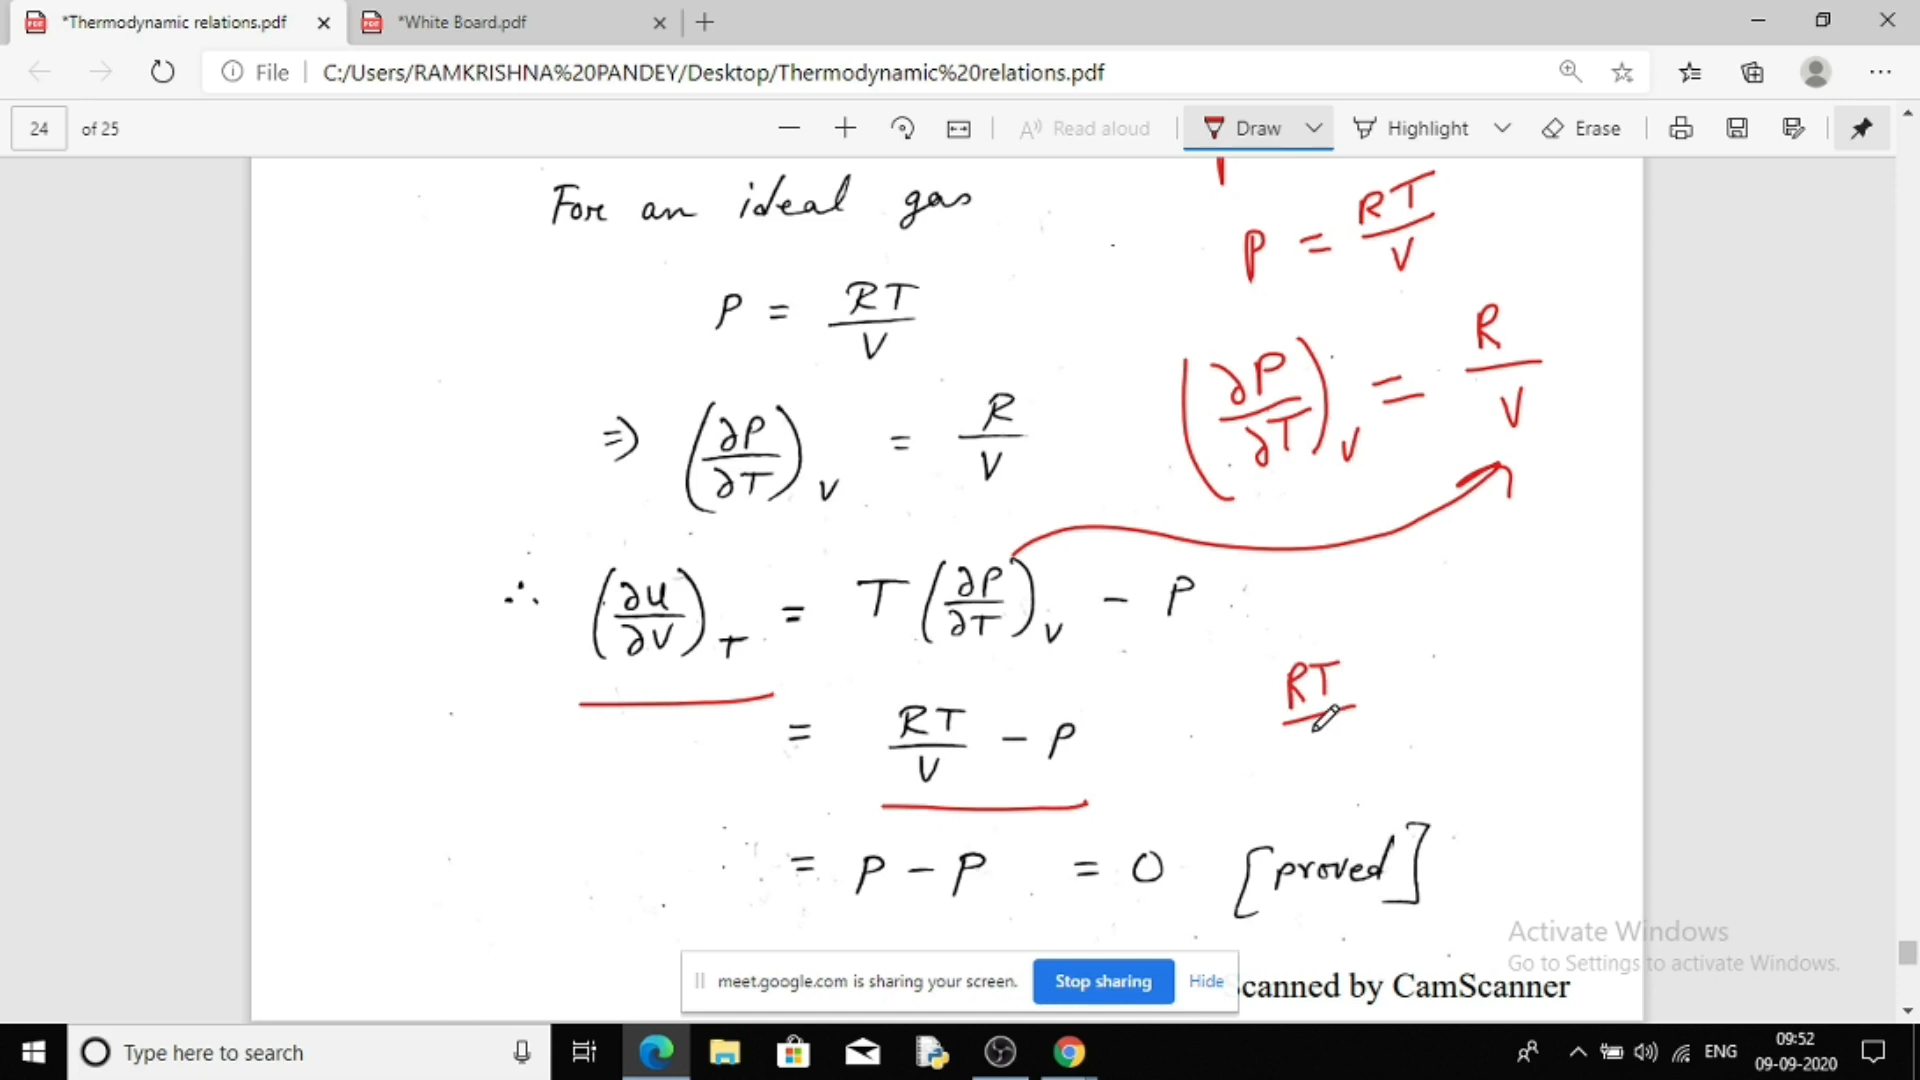 *Thermodynamic relations.pdf
*White Board.pdf
File C:/Users/RAMKRISHNA%20PANDEY/Desktop/Thermodynamic%20relations.pdf
24 of 25
Read aloud Draw Highlight Erase
For an ideal gas
P = RT/V
P = RT/V
⇒ (∂P/∂T)_V = R/V
(∂P/∂T)_V = R/V
∴ (∂U/∂V)_T = T(∂P/∂T)_V − P
= RT/V − P
RT
= P − P = 0 [proved]
Activate Windows
Go to Settings to activate Windows.
meet.google.com is sharing your screen. Stop sharing Hide
canned by CamScanner
Type here to search
ENG
09:52
09-09-2020